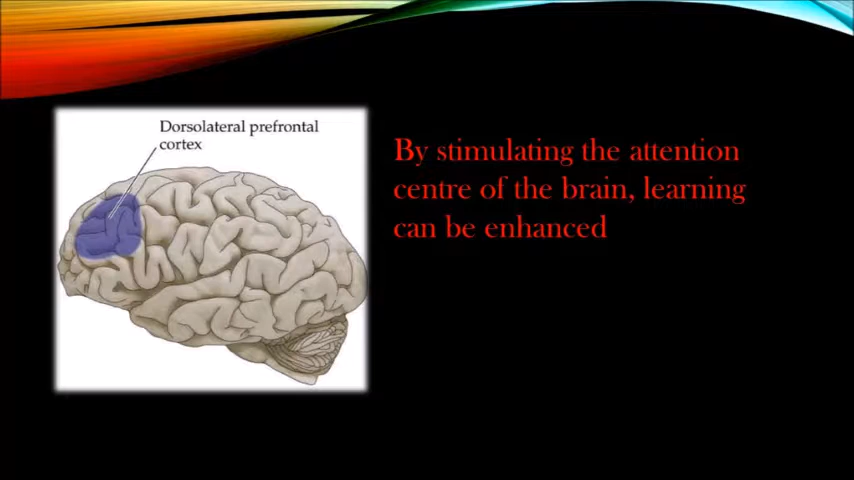 Dorsolateral prefrontal
cortex
By stimulating the attention
centre of the brain, learning
can be enhanced